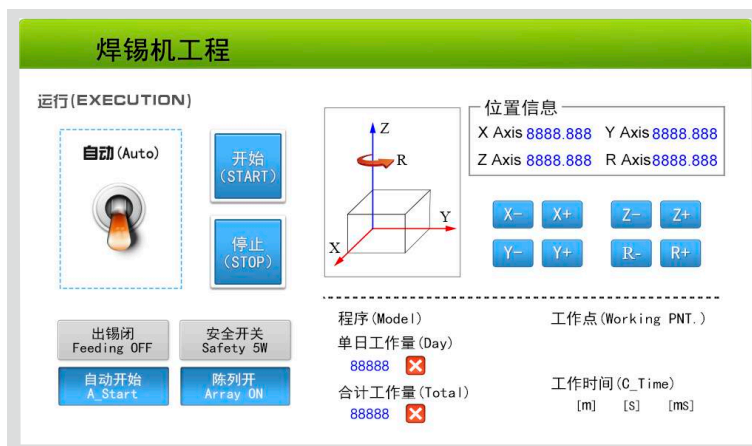 焊锡机工程
运行(EXECUTION)
自动(Auto)
开始
(START)
停止
(STOP)
出锡闭
Feeding OFF
安全开关
Safety 5W
自动开始
A_Start
陈列开
Array ON
Z
R
Y
X
位置信息
X Axis 8888.888 Y Axis 8888.888
Z Axis 8888.888 R Axis 8888.888
X- X+ Z- Z+
Y- Y+ R- R+
程序(Model)
工作点(Working PNT.)
单日工作量(Day)
88888
合计工作量(Total)
88888
工作时间(C_Time)
[m] [s] [ms]